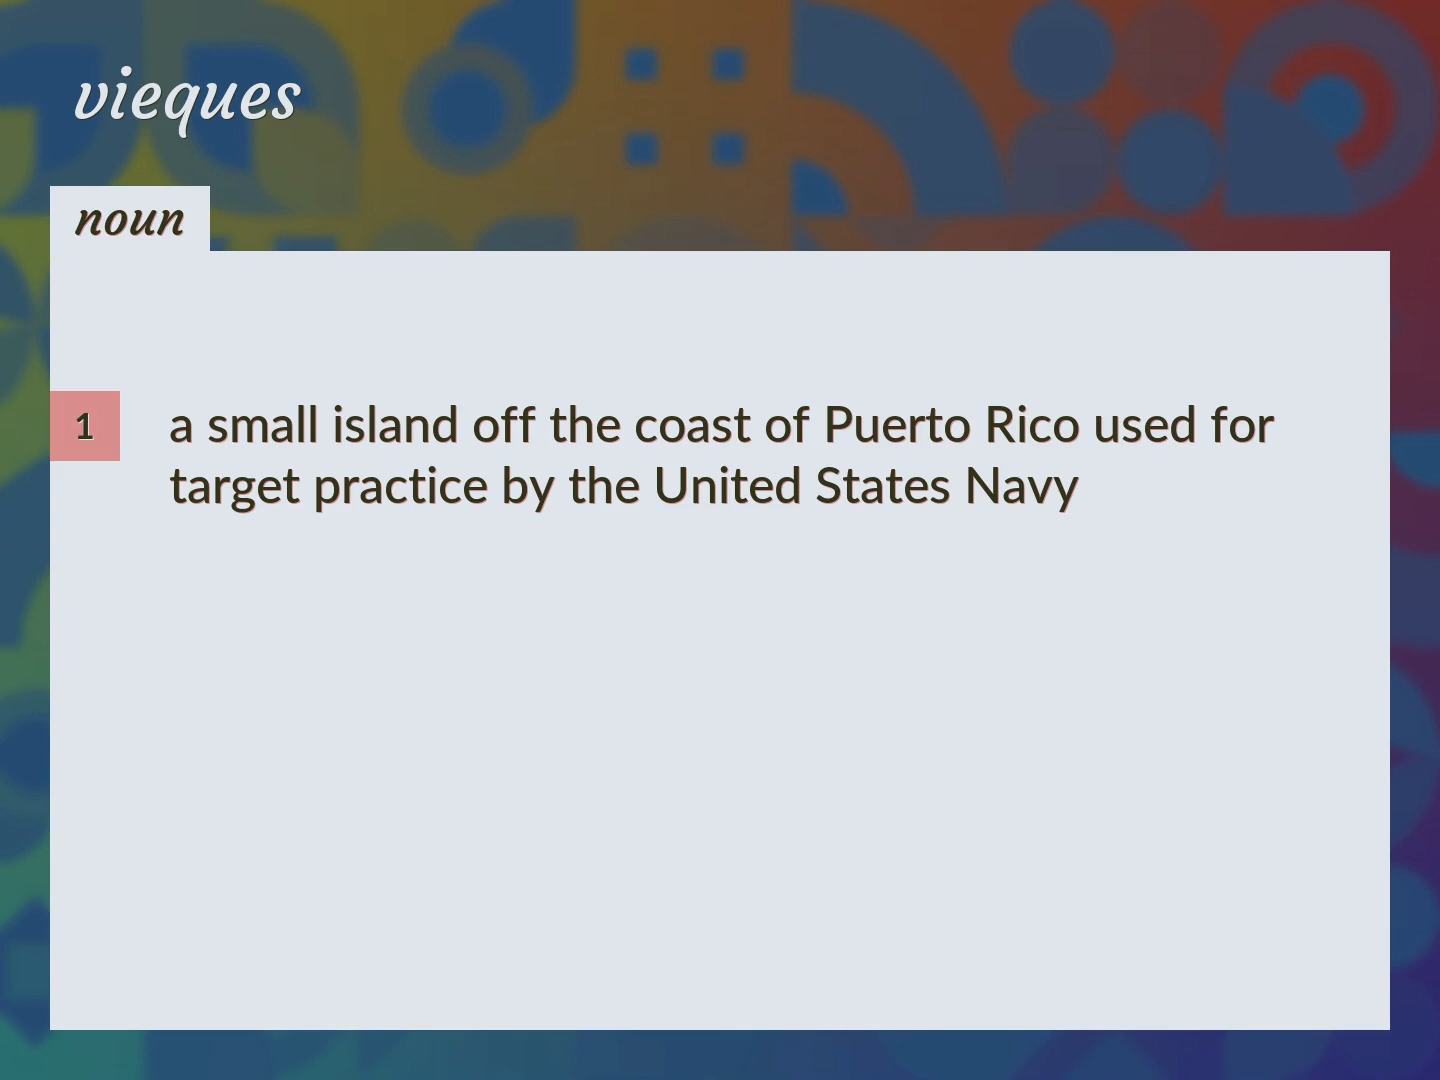 vieques
noun
1
a small island off the coast of Puerto Rico used for
target practice by the United States Navy